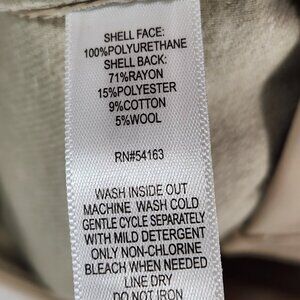 SHELL FACE:
100%POLYURETHANE
SHELL BACK:
71%RAYON
15%POLYESTER
9%COTTON
5%WOOL
RN#54163
WASH INSIDE OUT
MACHINE WASH COLD
GENTLE CYCLE SEPARATELY
WITH MILD DETERGENT
ONLY NON-CHLORINE
BLEACH WHEN NEEDED
LINE DRY
DO NOT IRON